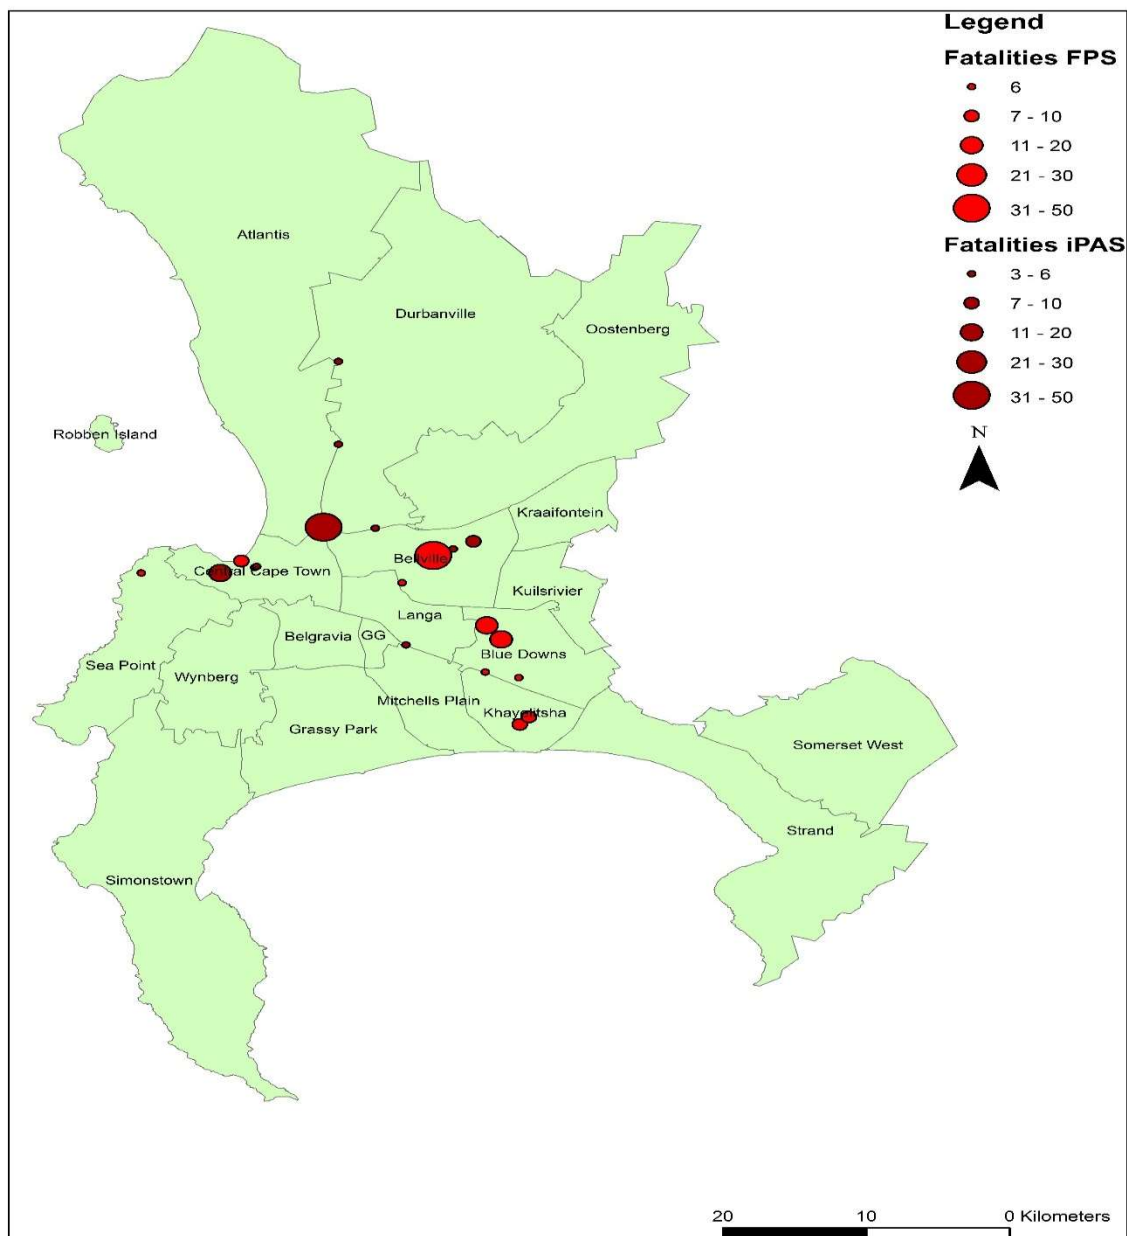 Legend
Fatalities FPS
6
7 - 10
11 - 20
21 - 30
31 - 50
Fatalities iPAS
3 - 6
7 - 10
11 - 20
21 - 30
31 - 50
N
Atlantis
Durbanville
Oostenberg
Robben Island
Kraaifontein
Bellville
Central Cape Town
Kuilsrivier
Langa
Belgravia
GG
Blue Downs
Sea Point
Wynberg
Mitchells Plain
Khayelitsha
Grassy Park
Somerset West
Strand
Simonstown
20 10 0 Kilometers